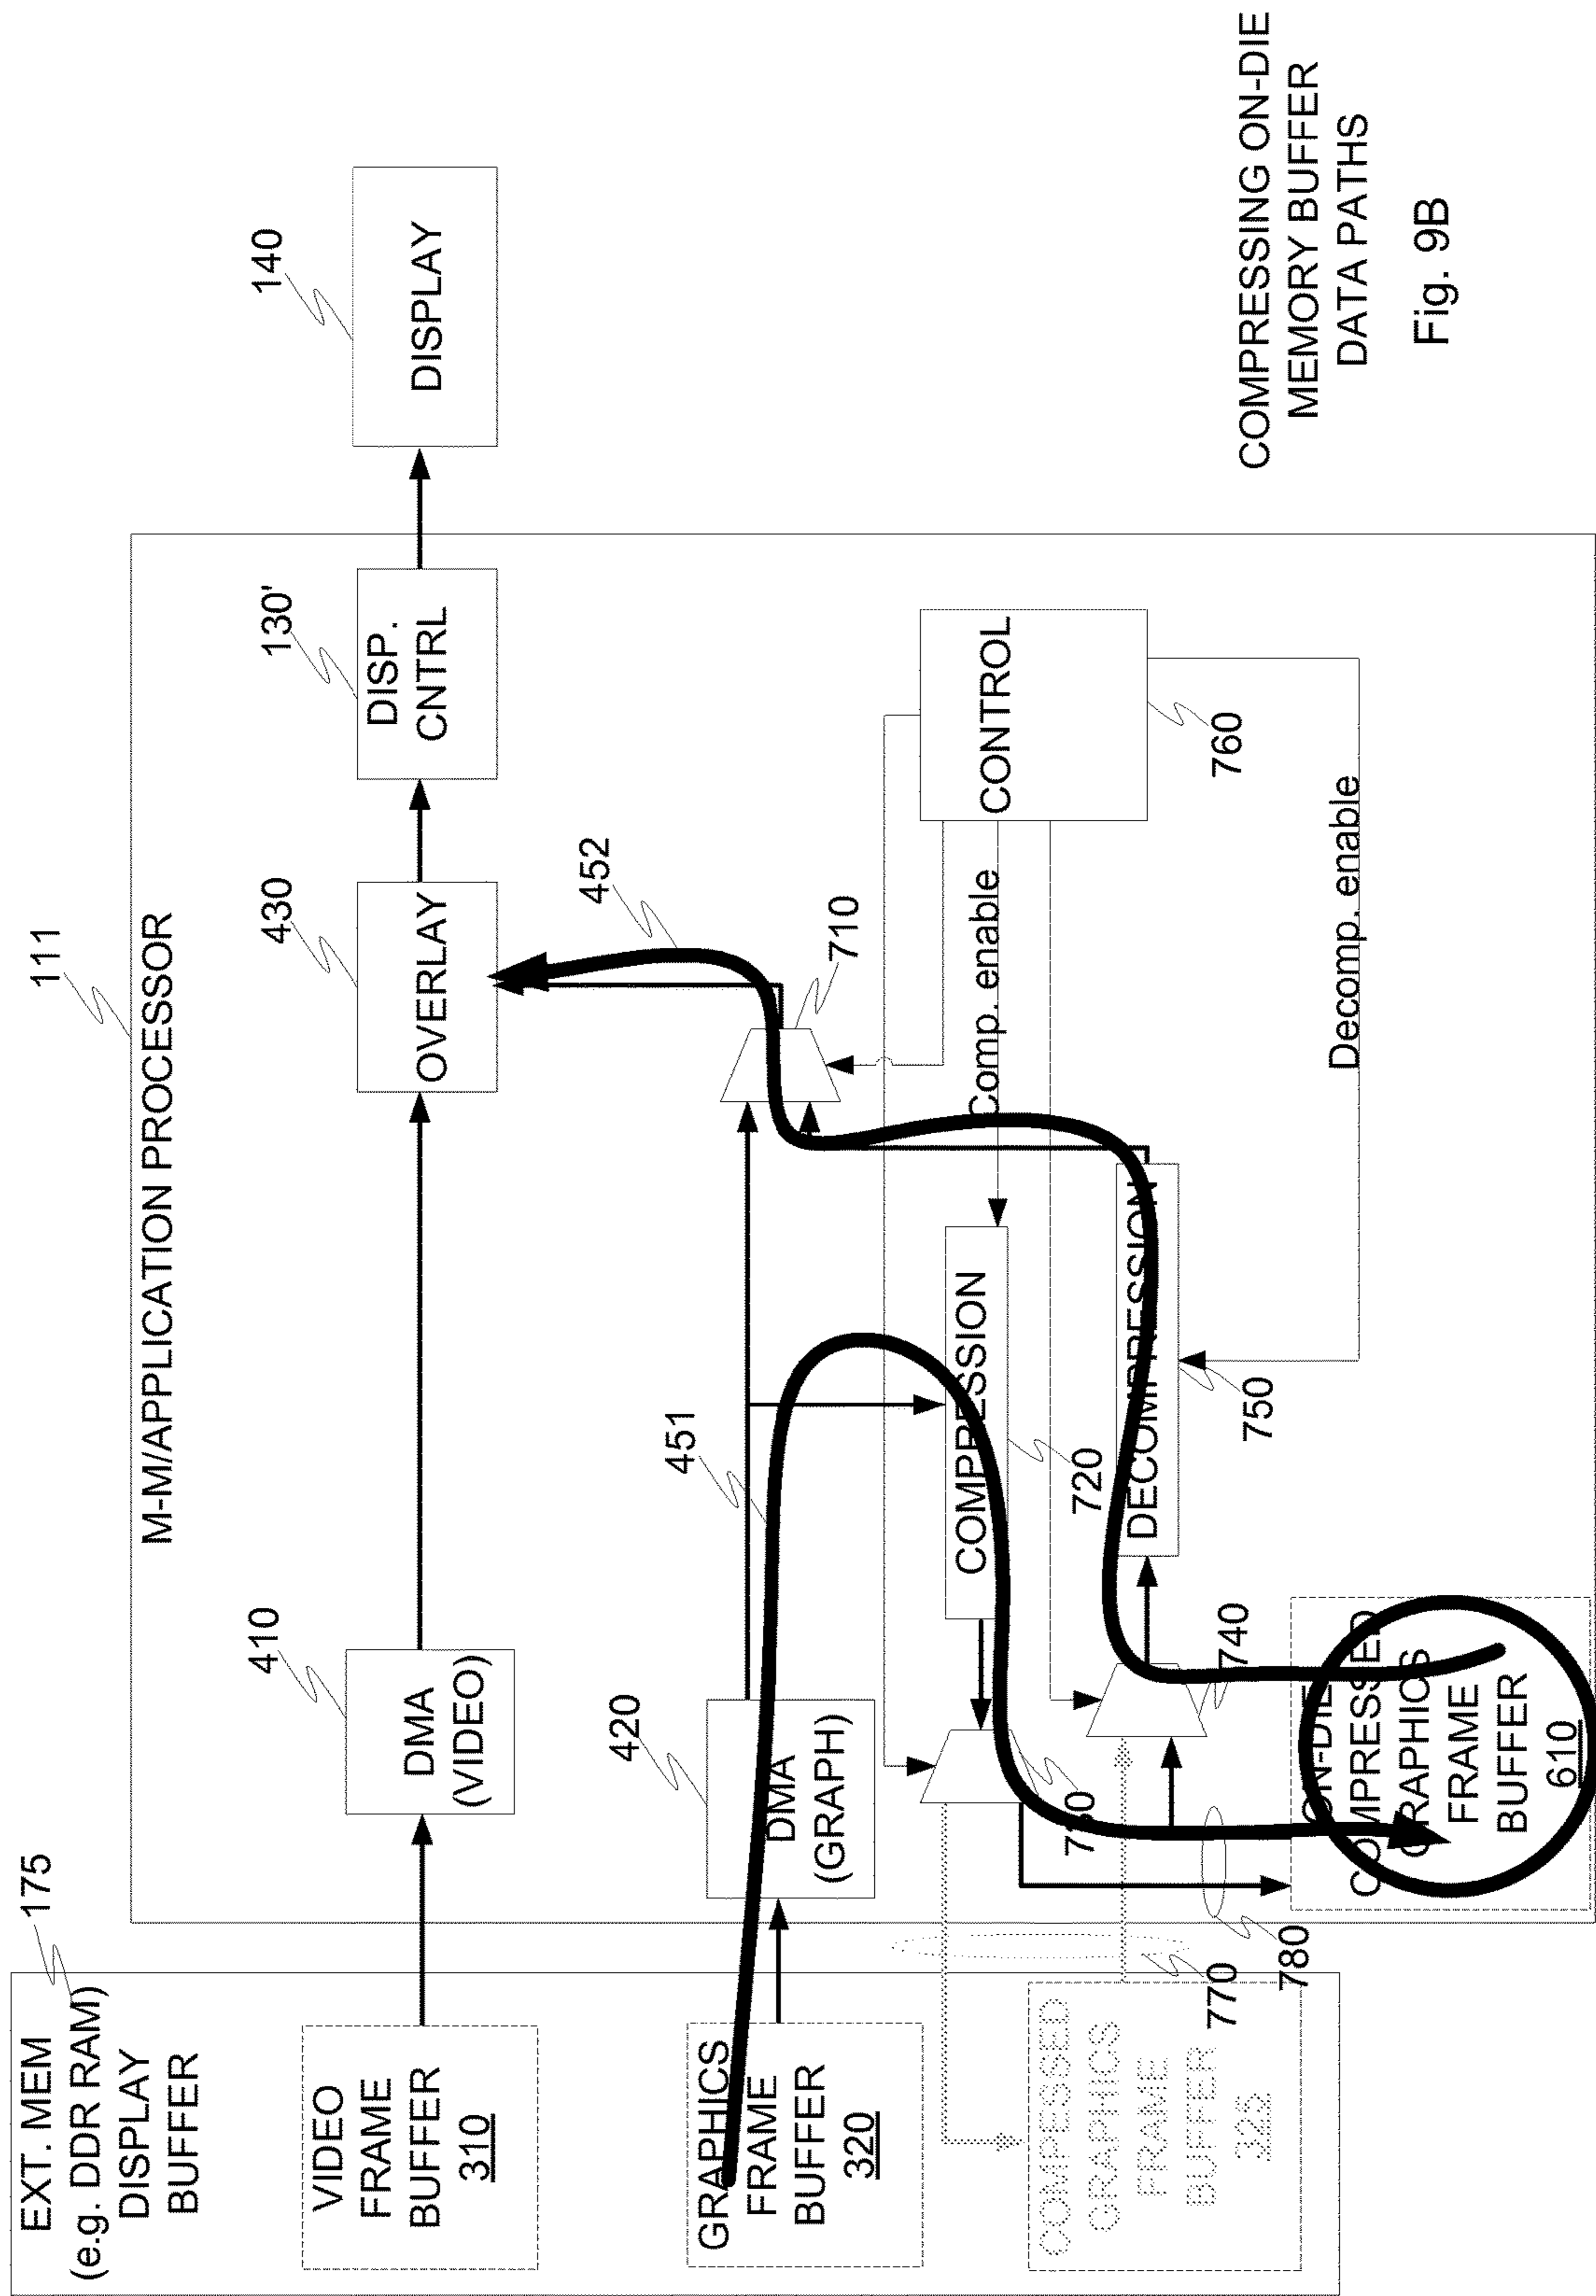 EXT. MEM
(e.g. DDR RAM)
DISPLAY
BUFFER
175
VIDEO
FRAME
BUFFER
310
GRAPHICS
FRAME
BUFFER
320
COMPESSED
GRAPHICS
FRAME
BUFFER
325
111
M-M/APPLICATION PROCESSOR
410
DMA
(VIDEO)
430
OVERLAY
130'
DISP.
CNTRL
140
DISPLAY
420
DMA
(GRAPH)
451
452
710
COMPRESSION
720
Comp. enable
CONTROL
760
DECOMPRESSION
750
Decomp. enable
730
740
770
780
ON-DIE
COMPRESSED
GRAPHICS
FRAME
BUFFER
610
COMPRESSING ON-DIE
MEMORY BUFFER
DATA PATHS
Fig. 9B